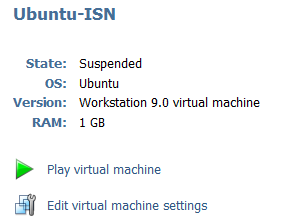 Ubuntu-ISN
State: Suspended
OS: Ubuntu
Version: Workstation 9.0 virtual machine
RAM: 1 GB
Play virtual machine
Edit virtual machine settings